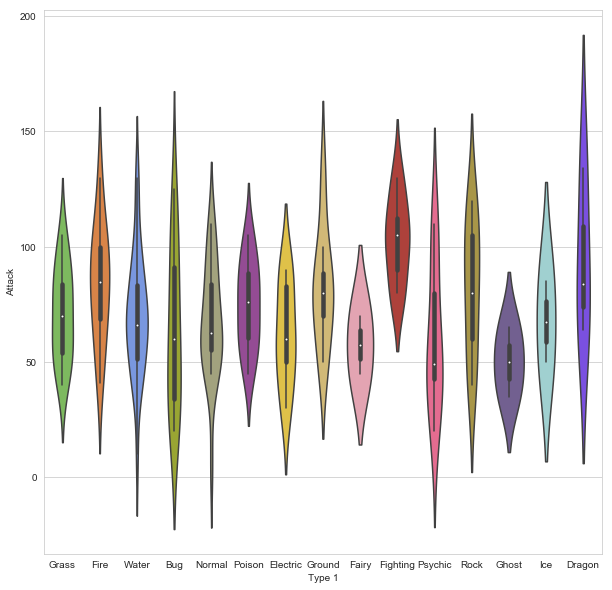 200
150
100
50
0
Attack
Grass Fire Water Bug Normal Poison Electric Ground Fairy Fighting Psychic Rock Ghost Ice Dragon
Type 1